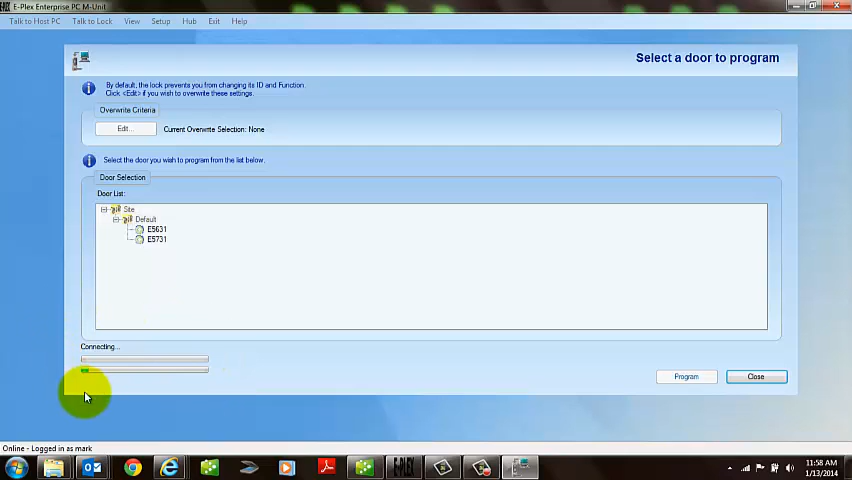 E-Plex Enterprise PC M-Unit
Talk to Host PC Talk to Lock View Setup Hub Exit Help
Select a door to program
By default, the lock prevents you from changing its ID and Function.
Click <Edit> if you wish to overwrite these settings.
Overwrite Criteria
Edit... Current Overwrite Selection: None
Select the door you wish to program from the list below.
Door Selection
Door List:
Site
Default
E5631
E5731
Connecting...
Program Close
Online - Logged in as mark
E-PLEX
11:58 AM
1/13/2014